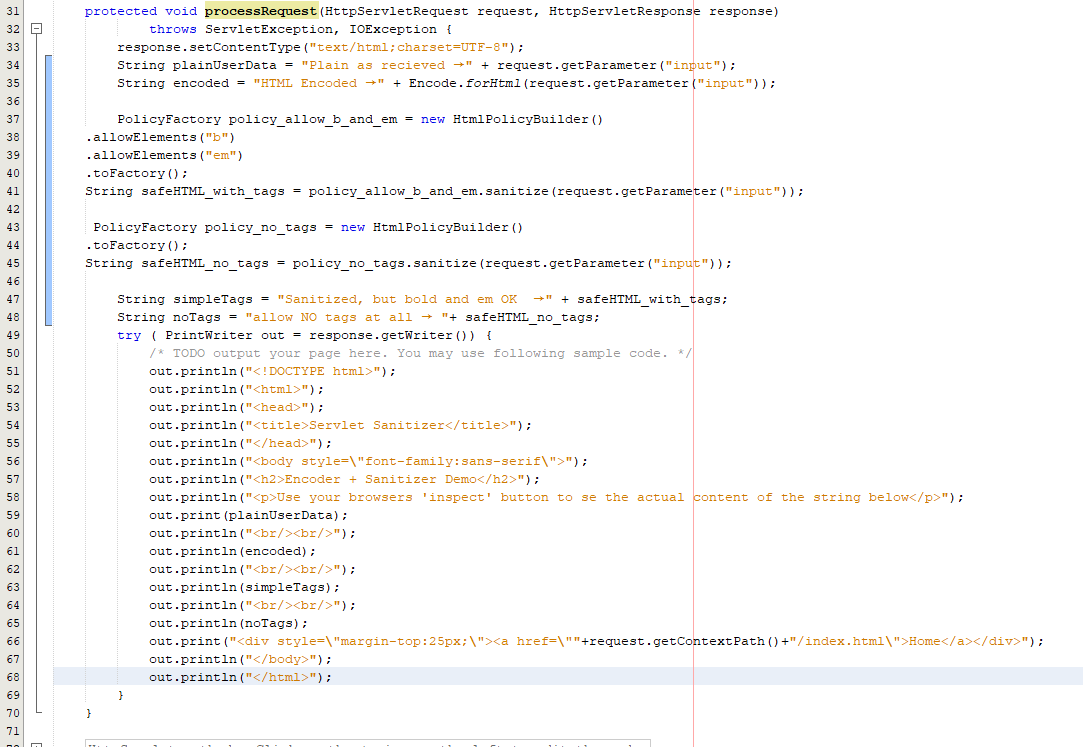 31 protected void processRequest(HttpServletRequest request, HttpServletResponse response)
32 throws ServletException, IOException {
33 response.setContentType("text/html;charset=UTF-8");
34 String plainUserData = "Plain as recieved →" + request.getParameter("input");
35 String encoded = "HTML Encoded →" + Encode.forHtml(request.getParameter("input"));
36
37 PolicyFactory policy_allow_b_and_em = new HtmlPolicyBuilder()
38 .allowElements("b")
39 .allowElements("em")
40 .toFactory();
41 String safeHTML_with_tags = policy_allow_b_and_em.sanitize(request.getParameter("input"));
42
43 PolicyFactory policy_no_tags = new HtmlPolicyBuilder()
44 .toFactory();
45 String safeHTML_no_tags = policy_no_tags.sanitize(request.getParameter("input"));
46
47 String simpleTags = "Sanitized, but bold and em OK  →" + safeHTML_with_tags;
48 String noTags = "allow NO tags at all → "+ safeHTML_no_tags;
49 try ( PrintWriter out = response.getWriter()) {
50 /* TODO output your page here. You may use following sample code. */
51 out.println("<!DOCTYPE html>");
52 out.println("<html>");
53 out.println("<head>");
54 out.println("<title>Servlet Sanitizer</title>");
55 out.println("</head>");
56 out.println("<body style=\"font-family:sans-serif\">");
57 out.println("<h2>Encoder + Sanitizer Demo</h2>");
58 out.println("<p>Use your browsers 'inspect' button to se the actual content of the string below</p>");
59 out.print(plainUserData);
60 out.println("<br/><br/>");
61 out.println(encoded);
62 out.println("<br/><br/>");
63 out.println(simpleTags);
64 out.println("<br/><br/>");
65 out.println(noTags);
66 out.print("<div style=\"margin-top:25px;\"><a href=\""+request.getContextPath()+"/index.html\">Home</a></div>");
67 out.println("</body>");
68 out.println("</html>");
69 }
70 }
71